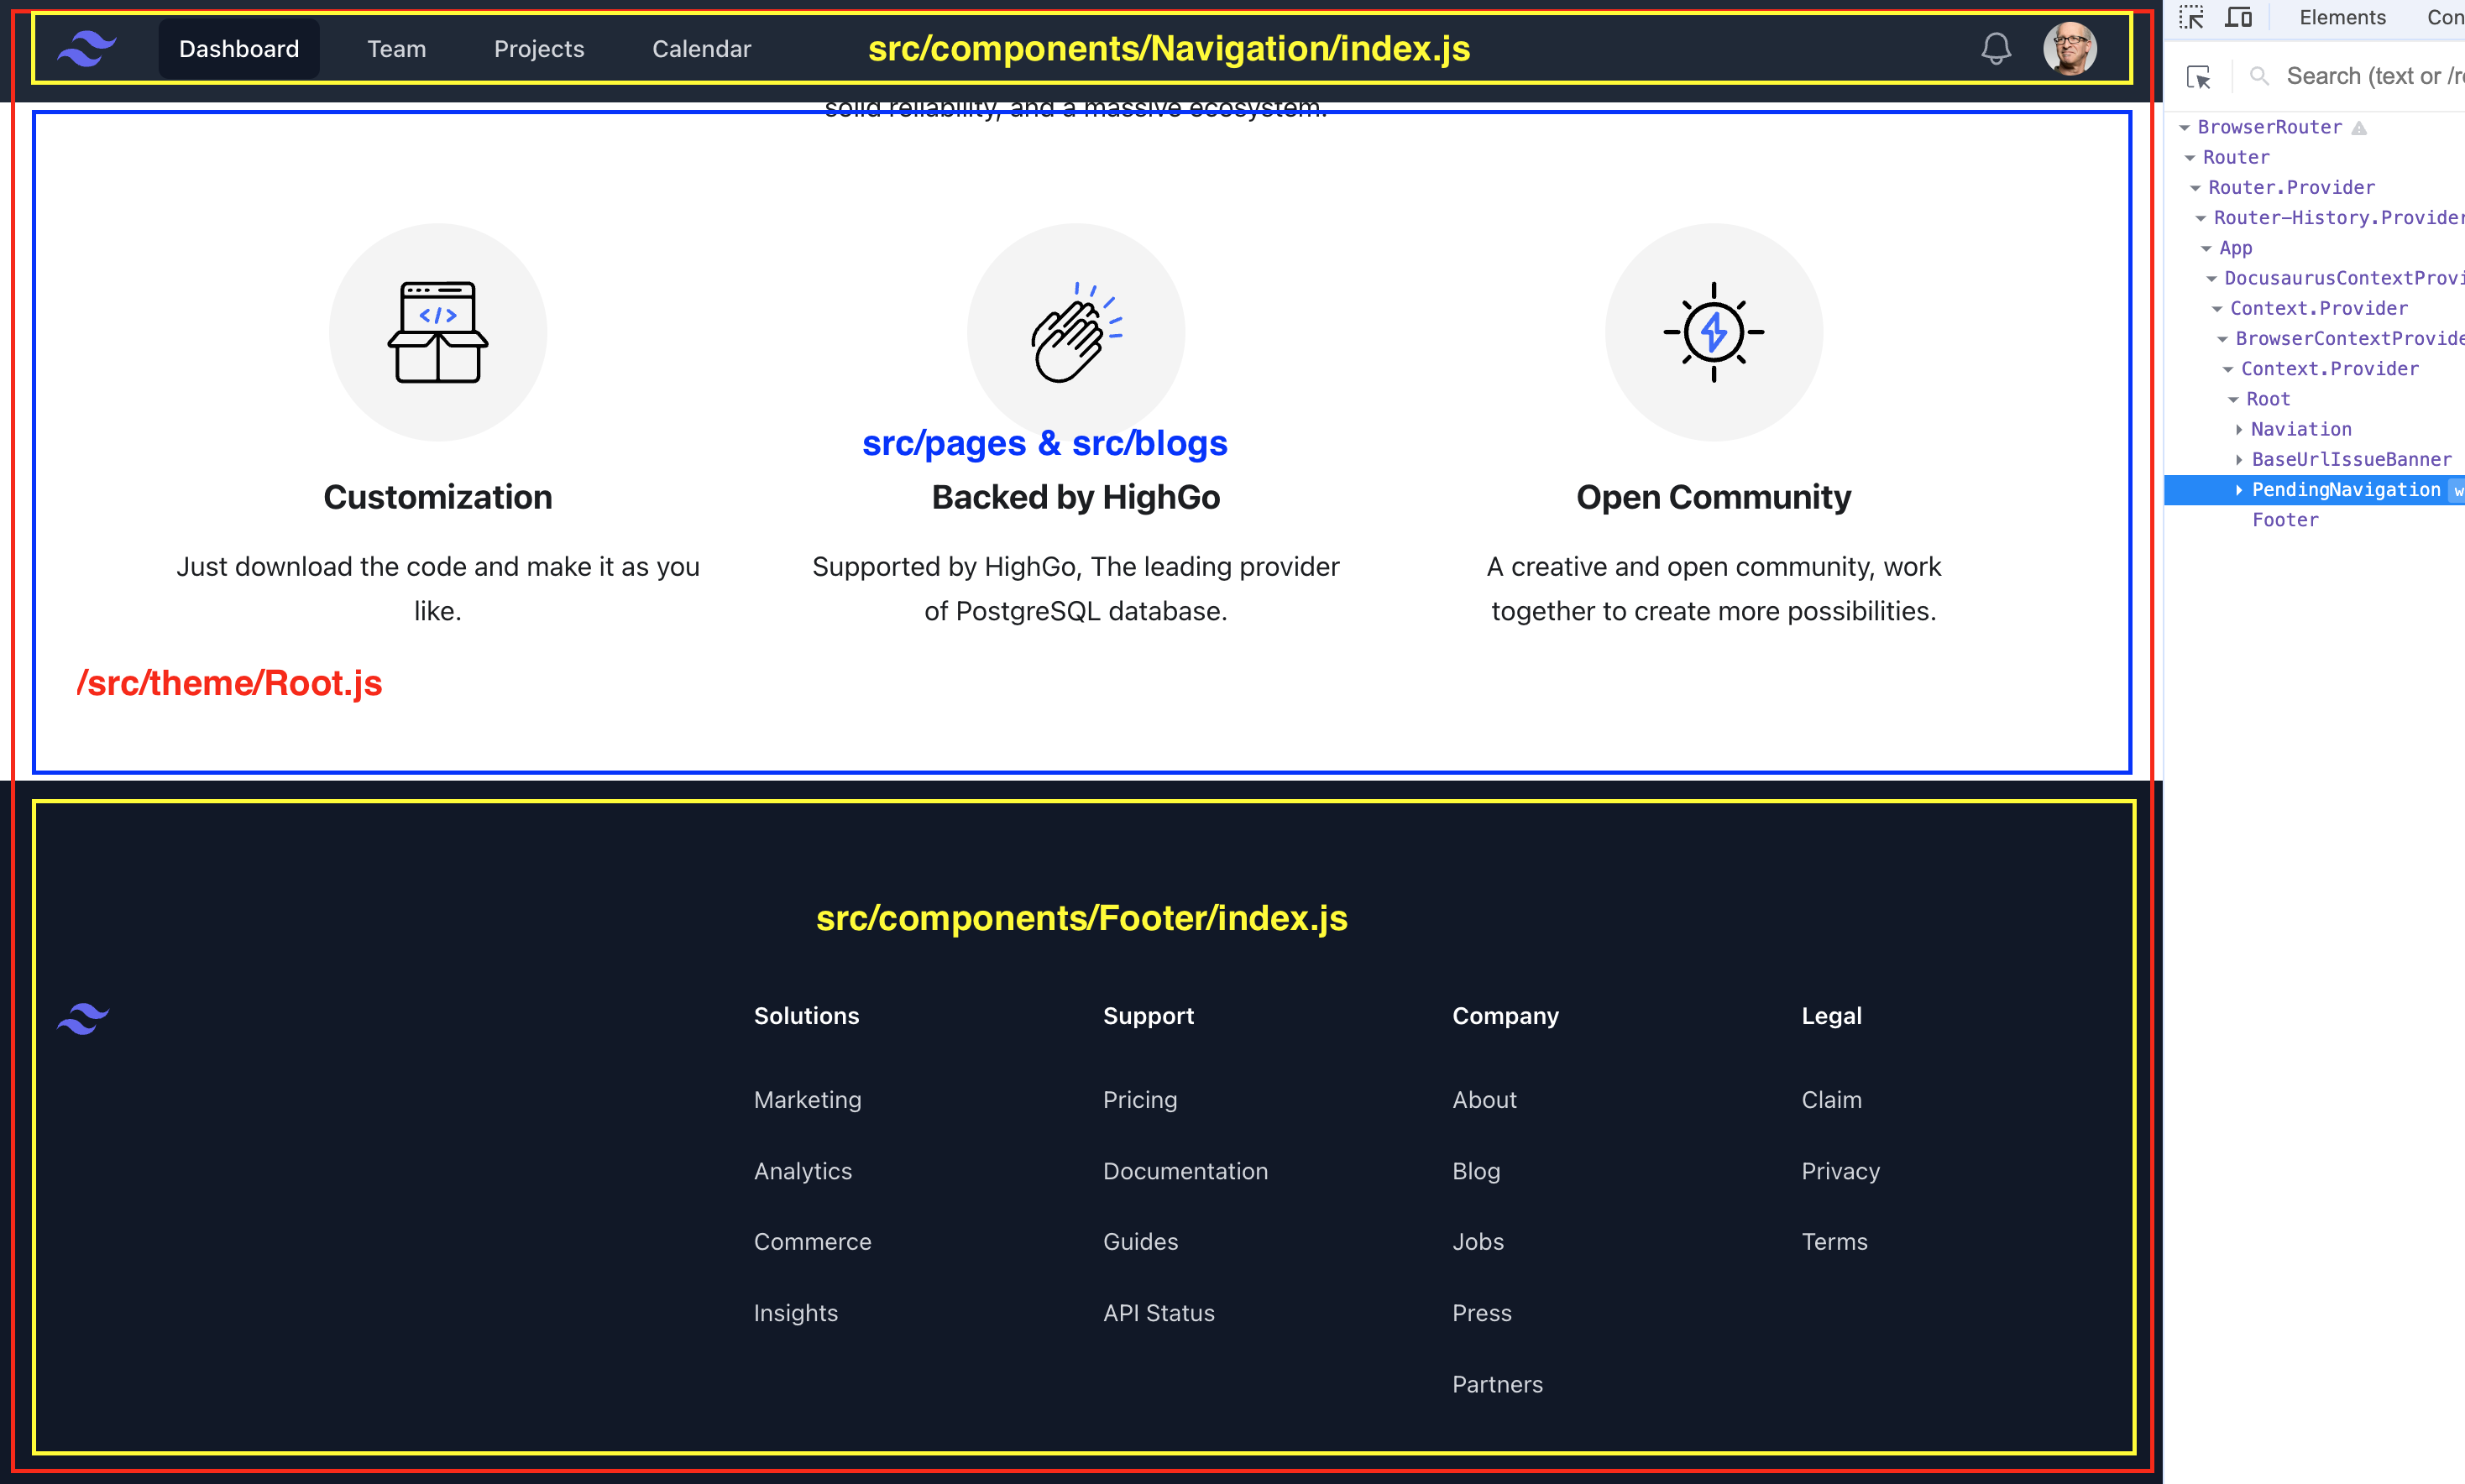 Dashboard
Team
Projects
Calendar
src/components/Navigation/index.js
solid reliability, and a massive ecosystem.
</>
src/pages & src/blogs
Customization
Just download the code and make it as you
like.
Backed by HighGo
Supported by HighGo, The leading provider
of PostgreSQL database.
Open Community
A creative and open community, work
together to create more possibilities.
/src/theme/Root.js
src/components/Footer/index.js
Solutions
Marketing
Analytics
Commerce
Insights
Support
Pricing
Documentation
Guides
API Status
Company
About
Blog
Jobs
Press
Partners
Legal
Claim
Privacy
Terms
Elements
Con
Search (text or /re
BrowserRouter
Router
Router.Provider
Router-History.Provider
App
DocusaurusContextProvi
Context.Provider
BrowserContextProvide
Context.Provider
Root
Naviation
BaseUrlIssueBanner
PendingNavigation w
Footer